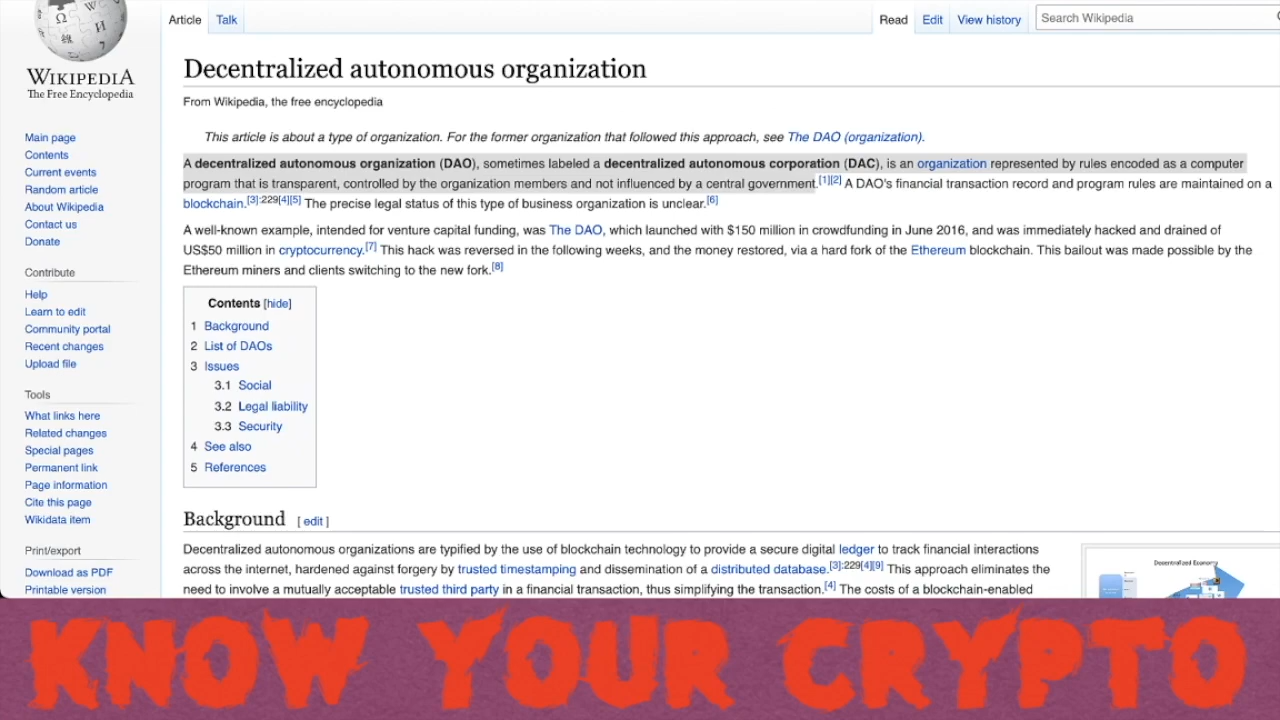 Article Talk Read Edit View history Search Wikipedia
WIKIPEDIA
The Free Encyclopedia
Main page
Contents
Current events
Random article
About Wikipedia
Contact us
Donate
Contribute
Help
Learn to edit
Community portal
Recent changes
Upload file
Tools
What links here
Related changes
Special pages
Permanent link
Page information
Cite this page
Wikidata item
Print/export
Download as PDF
Printable version
Decentralized autonomous organization
From Wikipedia, the free encyclopedia
This article is about a type of organization. For the former organization that followed this approach, see The DAO (organization).
A decentralized autonomous organization (DAO), sometimes labeled a decentralized autonomous corporation (DAC), is an organization represented by rules encoded as a computer
program that is transparent, controlled by the organization members and not influenced by a central government.[1][2] A DAO's financial transaction record and program rules are maintained on a
blockchain.[3]:229[4][5] The precise legal status of this type of business organization is unclear.[6]
A well-known example, intended for venture capital funding, was The DAO, which launched with $150 million in crowdfunding in June 2016, and was immediately hacked and drained of
US$50 million in cryptocurrency.[7] This hack was reversed in the following weeks, and the money restored, via a hard fork of the Ethereum blockchain. This bailout was made possible by the
Ethereum miners and clients switching to the new fork.[8]
Contents [hide]
1 Background
2 List of DAOs
3 Issues
3.1 Social
3.2 Legal liability
3.3 Security
4 See also
5 References
Background [ edit ]
Decentralized autonomous organizations are typified by the use of blockchain technology to provide a secure digital ledger to track financial interactions
across the internet, hardened against forgery by trusted timestamping and dissemination of a distributed database.[3]:229[4][9] This approach eliminates the
need to involve a mutually acceptable trusted third party in a financial transaction, thus simplifying the transaction.[4] The costs of a blockchain-enabled
Decentralized Economy
KNOW YOUR CRYPTO